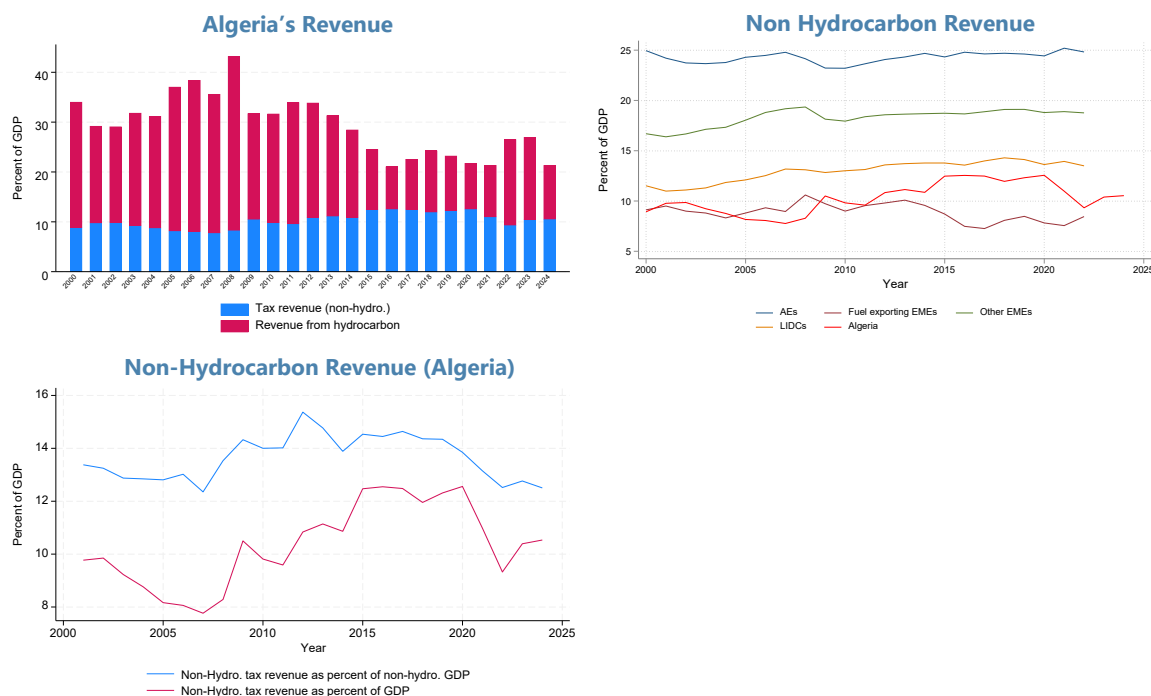 Algeria's Revenue
Percent of GDP
40
30
20
10
0
2000 2001 2002 2003 2004 2005 2006 2007 2008 2009 2010 2011 2012 2013 2014 2015 2016 2017 2018 2019 2020 2021 2022 2023 2024
Tax revenue (non-hydro.)
Revenue from hydrocarbon
Non Hydrocarbon Revenue
Percent of GDP
25
20
15
10
5
2000 2005 2010 2015 2020 2025
Year
AEs Fuel exporting EMEs Other EMEs
LIDCs Algeria
Non-Hydrocarbon Revenue (Algeria)
Percent of GDP
16
14
12
10
8
2000 2005 2010 2015 2020 2025
Year
Non-Hydro. tax revenue as percent of non-hydro. GDP
Non-Hydro. tax revenue as percent of GDP